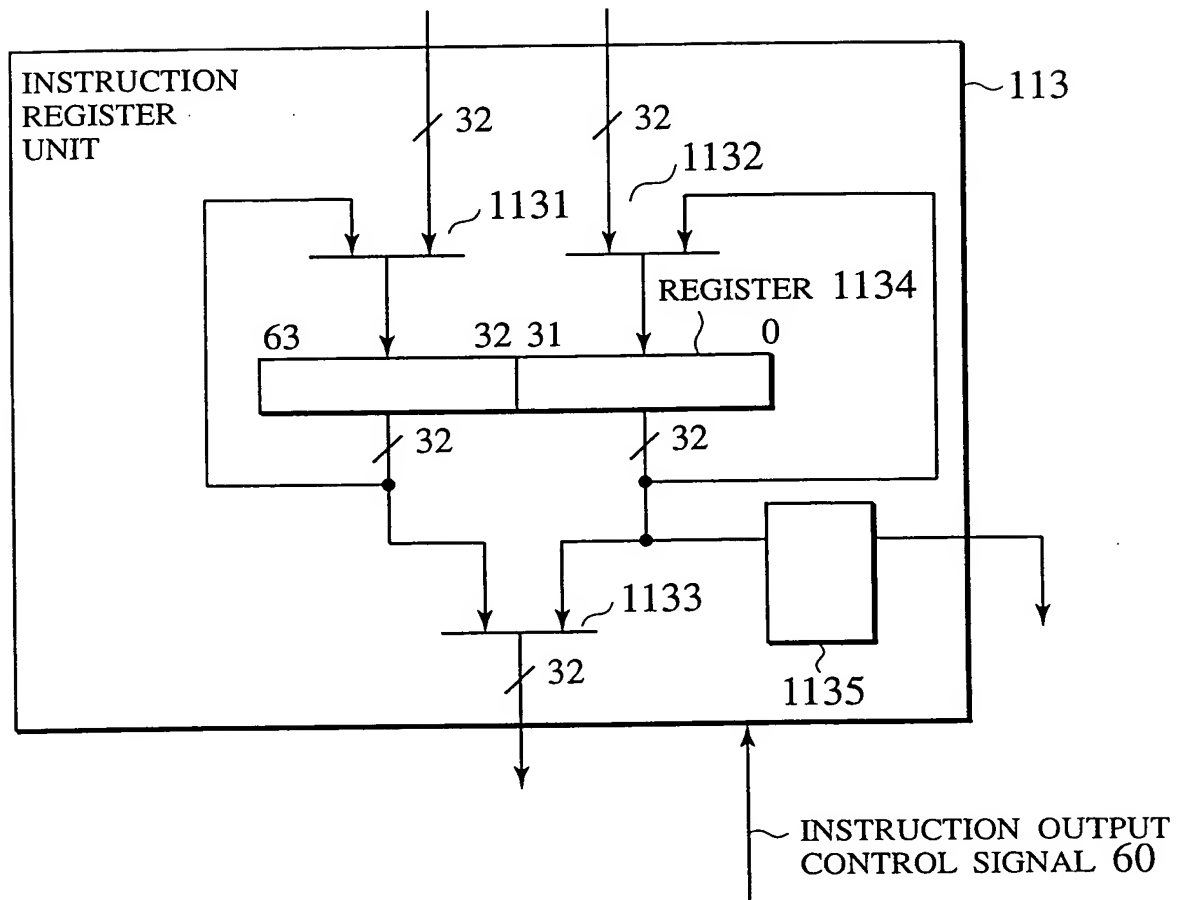 INSTRUCTION
REGISTER
UNIT
113
32
32
1132
1131
REGISTER 1134
63
32 31
0
32
32
1133
32
1135
INSTRUCTION OUTPUT
CONTROL SIGNAL 60